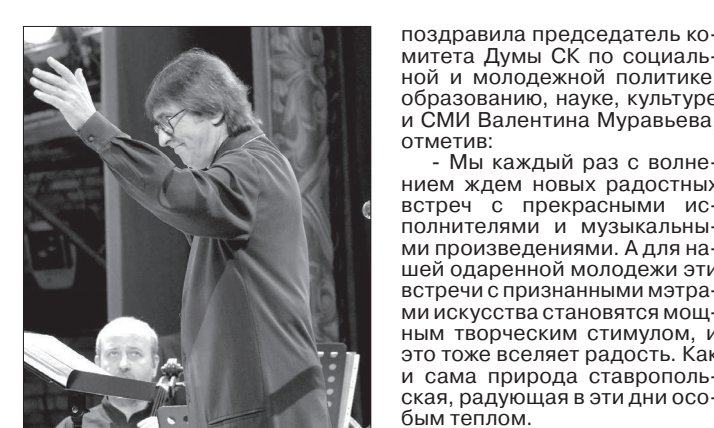 поздравила председатель ко-
митета Думы СК по социаль-
ной и молодежной политике
образованию, науке, культуре
и СМИ Валентина Муравьева
отметив:
- Мы каждый раз с волне-
нием ждем новых радостных
встреч с прекрасными ис-
полнителями и музыкальны-
ми произведениями. А для на-
шей одаренной молодежи эти
встречи с признанными мэтра-
ми искусства становятся мощ-
ным творческим стимулом, и
это тоже вселяет радость. Как
и сама природа ставрополь-
ская, радующая в эти дни осо-
бым теплом.